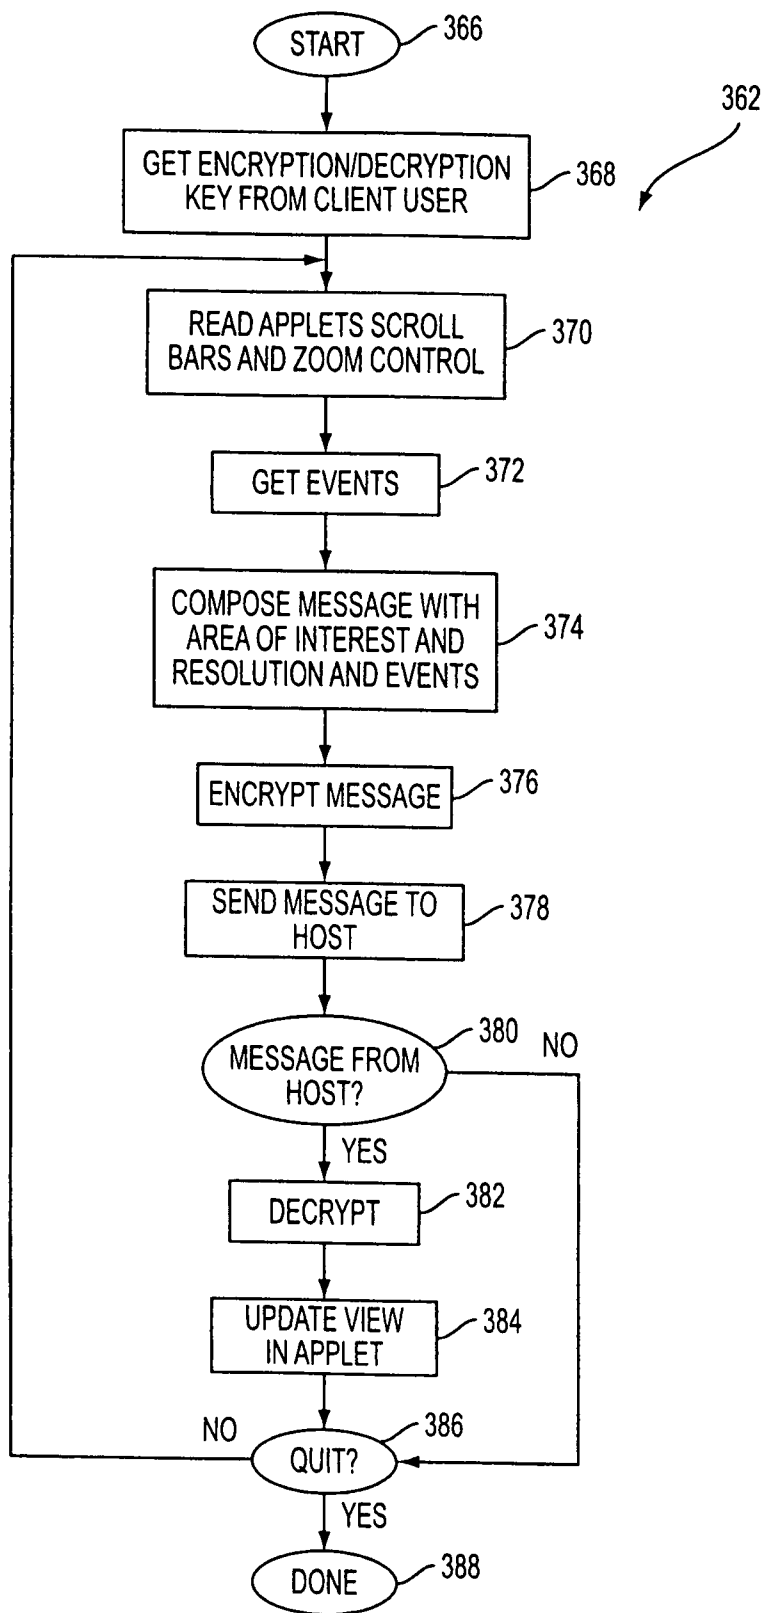 START
366
362
GET ENCRYPTION/DECRYPTION
KEY FROM CLIENT USER
368
READ APPLETS SCROLL
BARS AND ZOOM CONTROL
370
GET EVENTS
372
COMPOSE MESSAGE WITH
AREA OF INTEREST AND
RESOLUTION AND EVENTS
374
ENCRYPT MESSAGE
376
SEND MESSAGE TO
HOST
378
MESSAGE FROM
HOST?
380
NO
YES
DECRYPT
382
UPDATE VIEW
IN APPLET
384
NO
QUIT?
386
YES
DONE
388